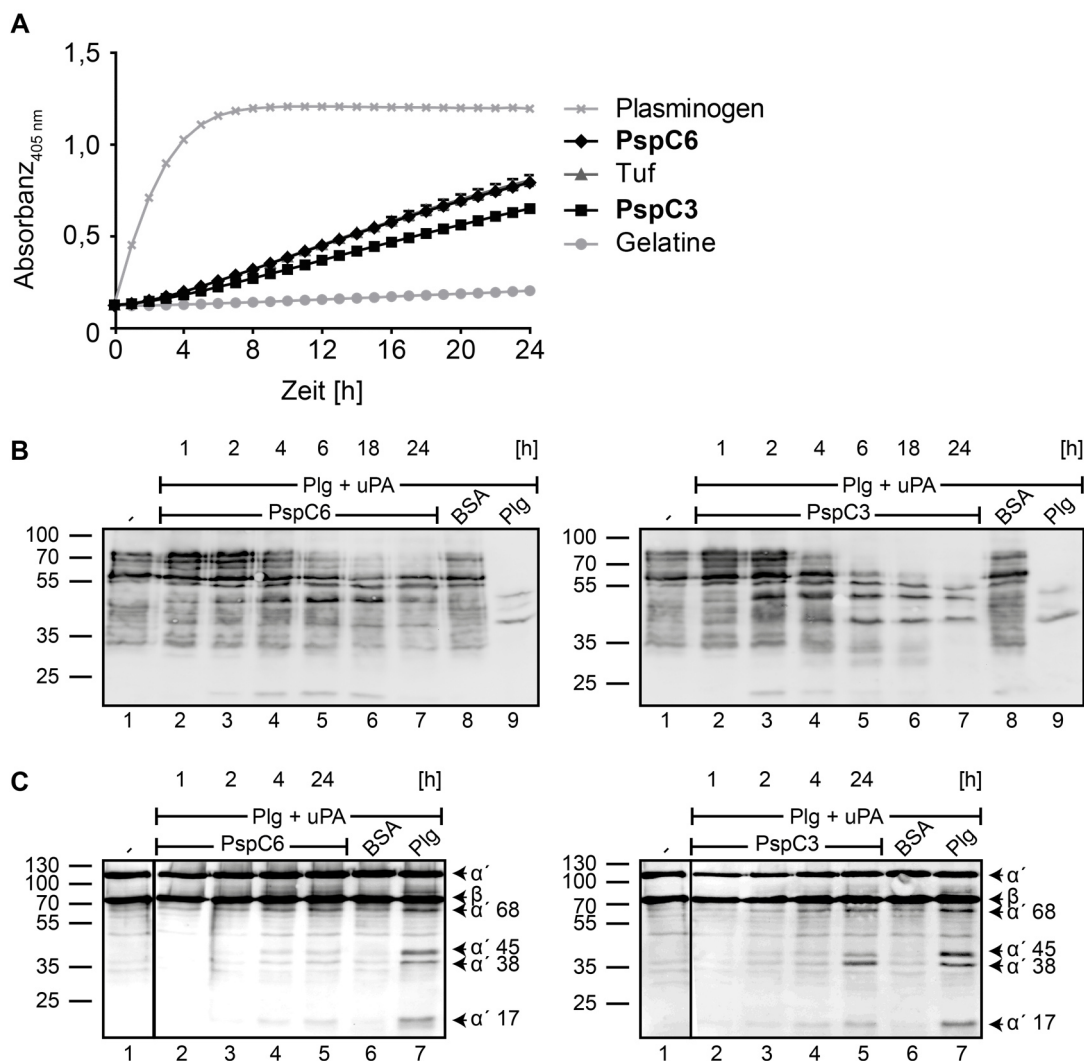 A
1,5
1,0
0,5
0
Absorbanz405 nm
0 4 8 12 16 20 24
Zeit [h]
Plasminogen
PspC6
Tuf
PspC3
Gelatine
B
1 2 4 6 18 24 [h]
Plg + uPA
- PspC6 BSA Plg
100
70
55
35
25
1 2 3 4 5 6 7 8 9
1 2 4 6 18 24 [h]
Plg + uPA
- PspC3 BSA Plg
100
70
55
35
25
1 2 3 4 5 6 7 8 9
C
1 2 4 24 [h]
Plg + uPA
- PspC6 BSA Plg
130
100
70
55
35
25
α´
β
α´ 68
α´ 45
α´ 38
α´ 17
1 2 3 4 5 6 7
1 2 4 24 [h]
Plg + uPA
- PspC3 BSA Plg
130
100
70
55
35
25
α´
β
α´ 68
α´ 45
α´ 38
α´ 17
1 2 3 4 5 6 7